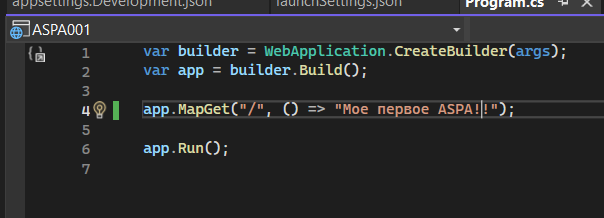 appsettings.Development.json launchSettings.json Program.cs
ASPA001
1 var builder = WebApplication.CreateBuilder(args);
2 var app = builder.Build();
3
4 app.MapGet("/", () => "Мое первое ASPA!!");
5
6 app.Run();
7